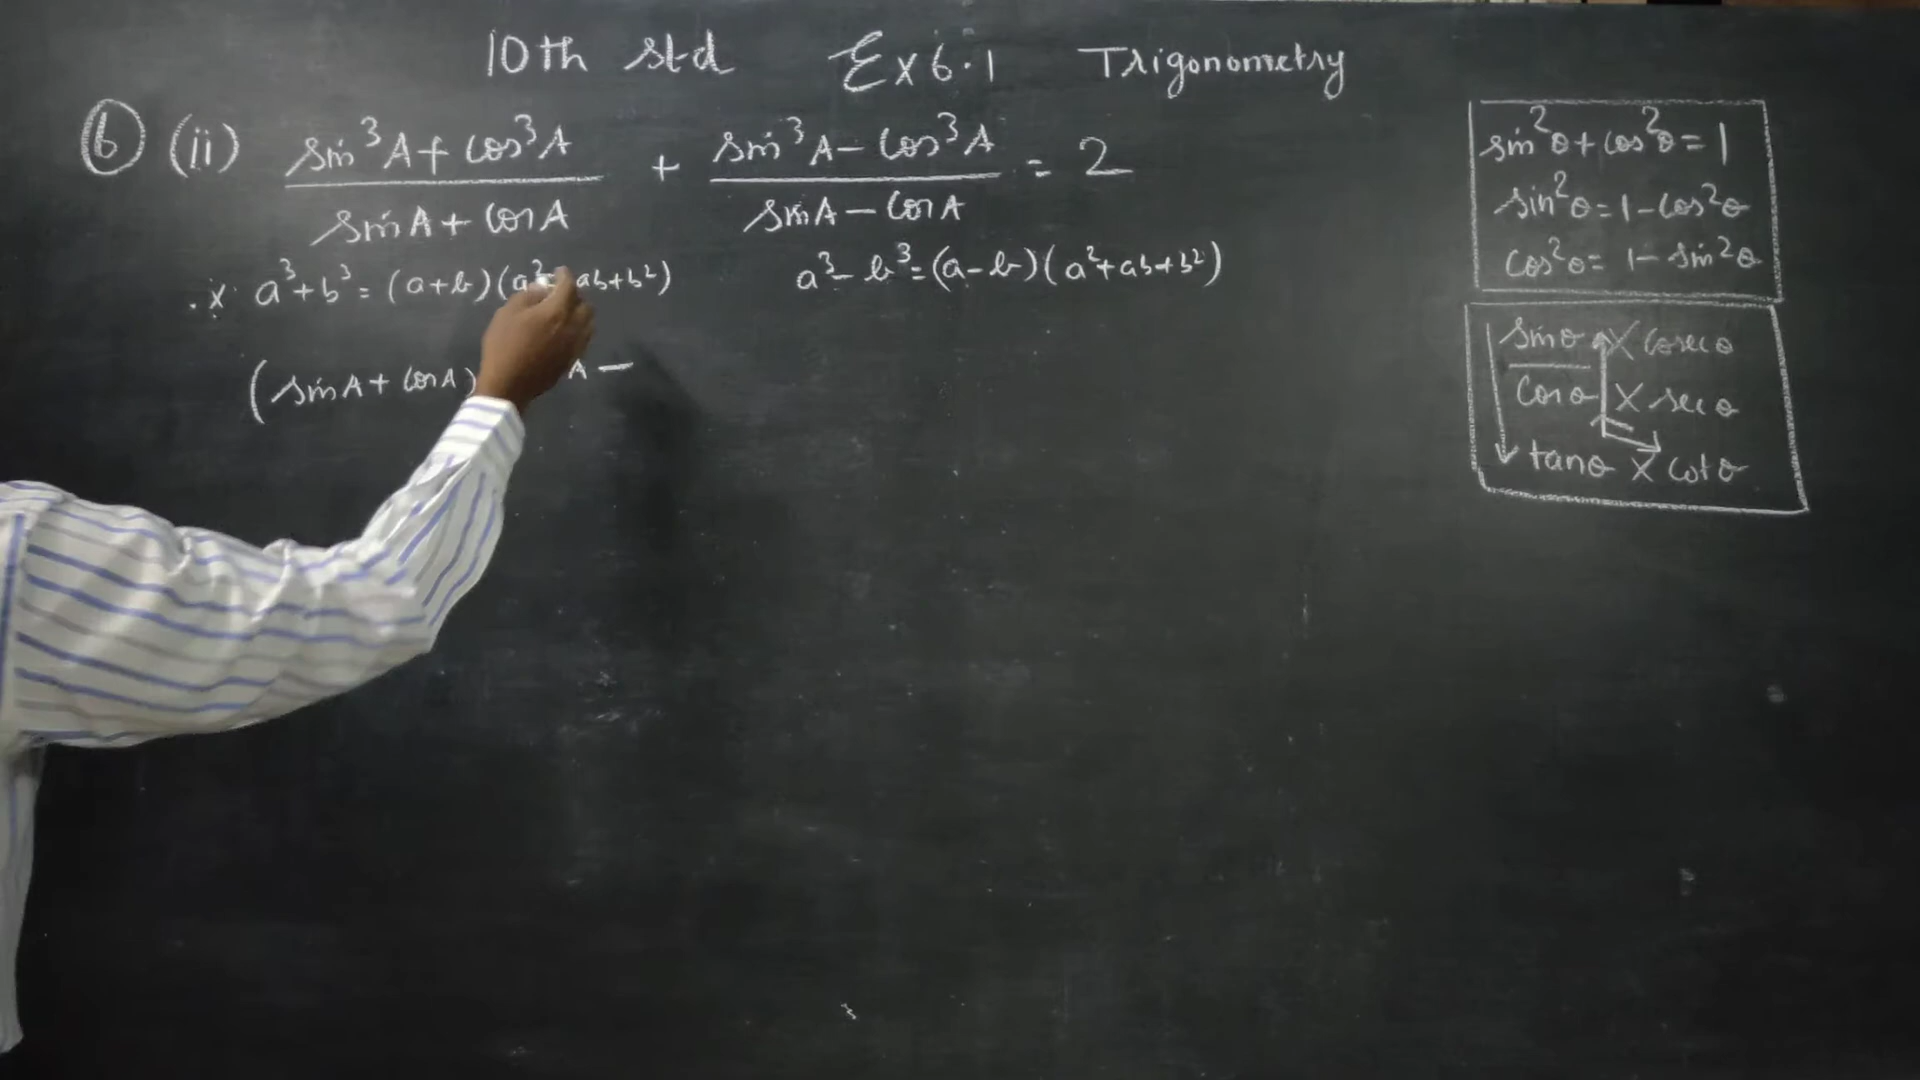 10th std Ex 6.1 Trigonometry
⑥ (ii) sin³A + cos³A / sinA + cosA + sin³A - cos³A / sinA - cosA = 2
∴ x a³+b³ = (a+b)(a² ab+b²) a³-b³=(a-b)(a²+ab+b²)
(sinA + cosA) A -
sin²θ+cos²θ=1
sin²θ=1-cos²θ
cos²θ=1-sin²θ
sinθ X cosecθ
cosθ X secθ
tanθ X cotθ